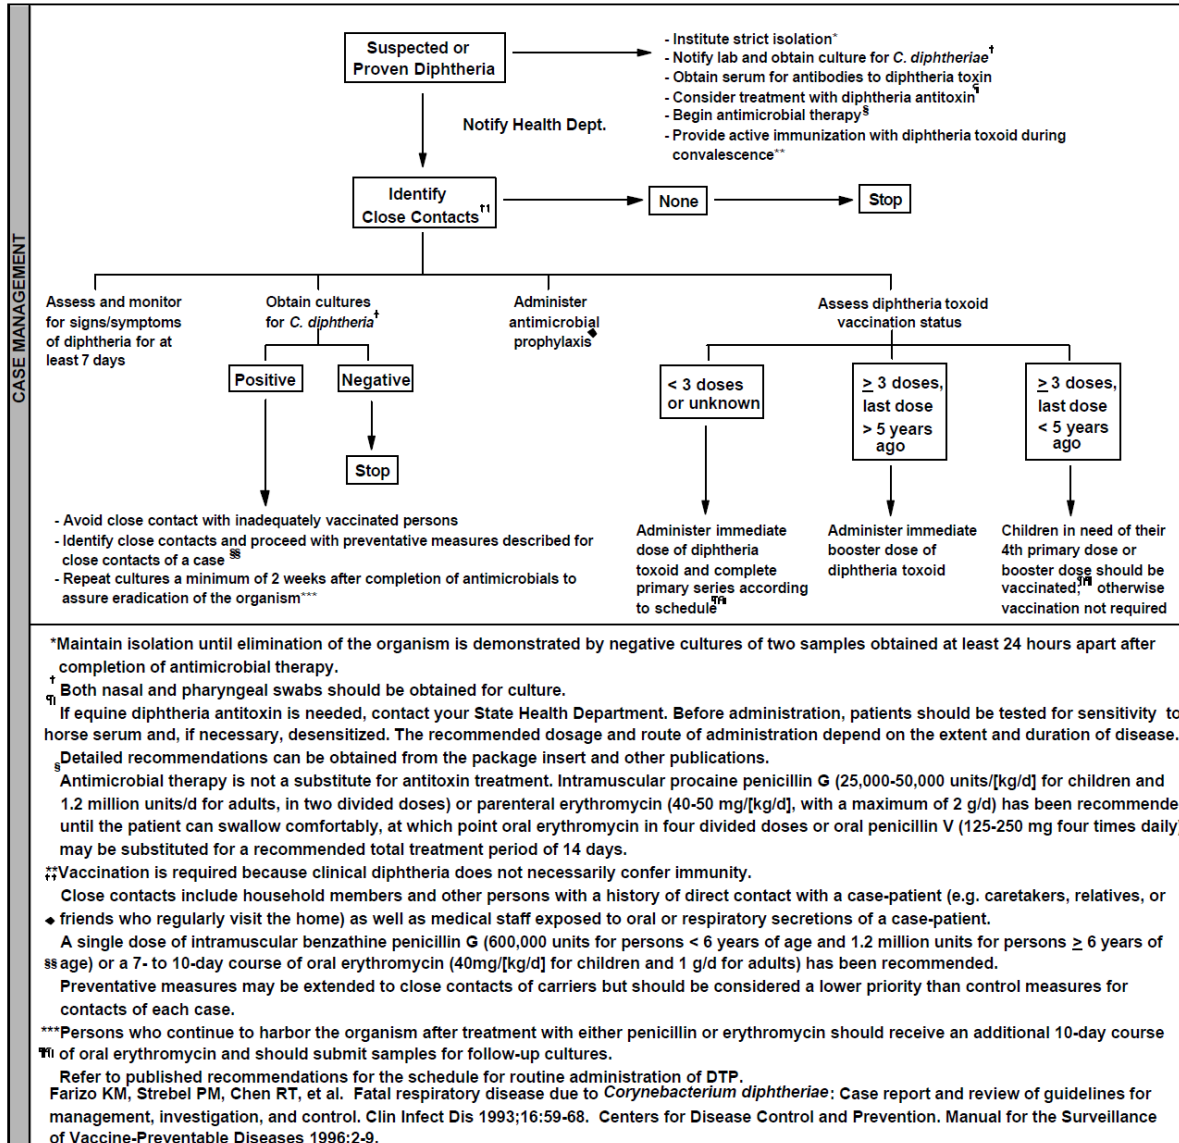 CASE MANAGEMENT
Suspected or
Proven Diphtheria
- Institute strict isolation*
- Notify lab and obtain culture for C. diphtheriae†
- Obtain serum for antibodies to diphtheria toxin
- Consider treatment with diphtheria antitoxin¶
- Begin antimicrobial therapy§
- Provide active immunization with diphtheria toxoid during
convalescence**
Notify Health Dept.
Identify
Close Contacts††
None
Stop
Assess and monitor
for signs/symptoms
of diphtheria for at
least 7 days
Obtain cultures
for C. diphtheria†
Positive
Negative
Stop
Administer
antimicrobial
prophylaxis◆
Assess diphtheria toxoid
vaccination status
< 3 doses
or unknown
≥ 3 doses,
last dose
> 5 years
ago
≥ 3 doses,
last dose
< 5 years
ago
- Avoid close contact with inadequately vaccinated persons
- Identify close contacts and proceed with preventative measures described for
close contacts of a case §§
- Repeat cultures a minimum of 2 weeks after completion of antimicrobials to
assure eradication of the organism***
Administer immediate
dose of diphtheria
toxoid and complete
primary series according
to schedule¶¶
Administer immediate
booster dose of
diphtheria toxoid
Children in need of their
4th primary dose or
booster dose should be
vaccinated;¶¶ otherwise
vaccination not required
*Maintain isolation until elimination of the organism is demonstrated by negative cultures of two samples obtained at least 24 hours apart after
completion of antimicrobial therapy.
† Both nasal and pharyngeal swabs should be obtained for culture.
¶ If equine diphtheria antitoxin is needed, contact your State Health Department. Before administration, patients should be tested for sensitivity to
horse serum and, if necessary, desensitized. The recommended dosage and route of administration depend on the extent and duration of disease.
Detailed recommendations can be obtained from the package insert and other publications.
§ Antimicrobial therapy is not a substitute for antitoxin treatment. Intramuscular procaine penicillin G (25,000-50,000 units/[kg/d] for children and
1.2 million units/d for adults, in two divided doses) or parenteral erythromycin (40-50 mg/[kg/d], with a maximum of 2 g/d) has been recommende
until the patient can swallow comfortably, at which point oral erythromycin in four divided doses or oral penicillin V (125-250 mg four times daily)
may be substituted for a recommended total treatment period of 14 days.
**Vaccination is required because clinical diphtheria does not necessarily confer immunity.
†† Close contacts include household members and other persons with a history of direct contact with a case-patient (e.g. caretakers, relatives, or
friends who regularly visit the home) as well as medical staff exposed to oral or respiratory secretions of a case-patient.
◆ A single dose of intramuscular benzathine penicillin G (600,000 units for persons < 6 years of age and 1.2 million units for persons ≥ 6 years of
age) or a 7- to 10-day course of oral erythromycin (40mg/[kg/d] for children and 1 g/d for adults) has been recommended.
§§ Preventative measures may be extended to close contacts of carriers but should be considered a lower priority than control measures for
contacts of each case.
***Persons who continue to harbor the organism after treatment with either penicillin or erythromycin should receive an additional 10-day course
of oral erythromycin and should submit samples for follow-up cultures.
¶¶ Refer to published recommendations for the schedule for routine administration of DTP.
Farizo KM, Strebel PM, Chen RT, et al. Fatal respiratory disease due to Corynebacterium diphtheriae: Case report and review of guidelines for
management, investigation, and control. Clin Infect Dis 1993;16:59-68. Centers for Disease Control and Prevention. Manual for the Surveillance
of Vaccine-Preventable Diseases 1996:2-9.